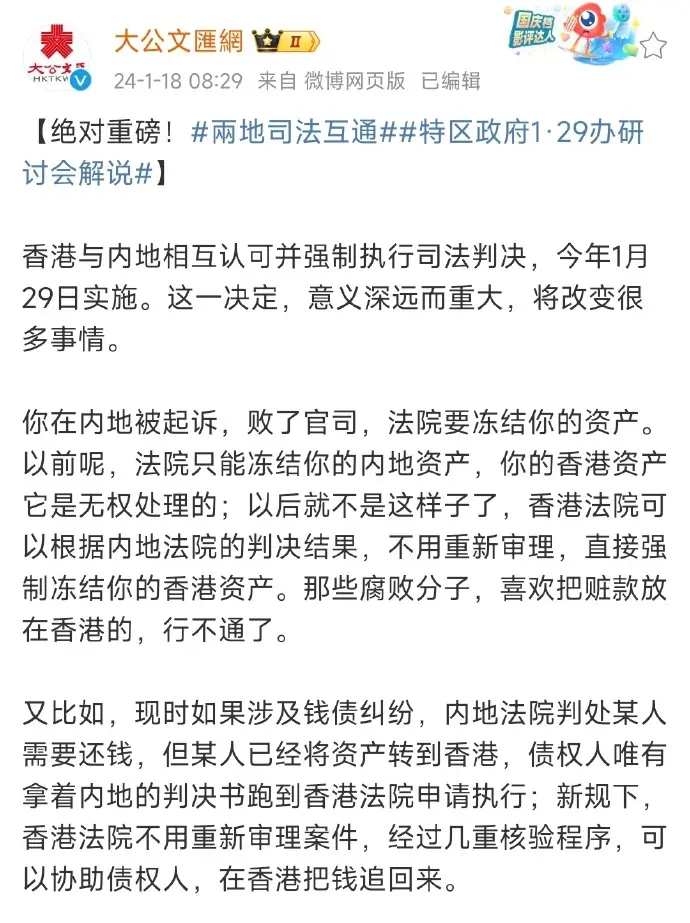 大公文匯網 II
国庆档
影评达人
大公文匯
HKTKW
24-1-18 08:29 来自 微博网页版 已编辑
【绝对重磅！#兩地司法互通##特区政府1·29办研
讨会解说#】
香港与内地相互认可并强制执行司法判决，今年1月
29日实施。这一决定，意义深远而重大，将改变很
多事情。
你在内地被起诉，败了官司，法院要冻结你的资产。
以前呢，法院只能冻结你的内地资产，你的香港资产
它是无权处理的；以后就不是这样子了，香港法院可
以根据内地法院的判决结果，不用重新审理，直接强
制冻结你的香港资产。那些腐败分子，喜欢把赃款放
在香港的，行不通了。
又比如，现时如果涉及钱债纠纷，内地法院判处某人
需要还钱，但某人已经将资产转到香港，债权人唯有
拿着内地的判决书跑到香港法院申请执行；新规下，
香港法院不用重新审理案件，经过几重核验程序，可
以协助债权人，在香港把钱追回来。